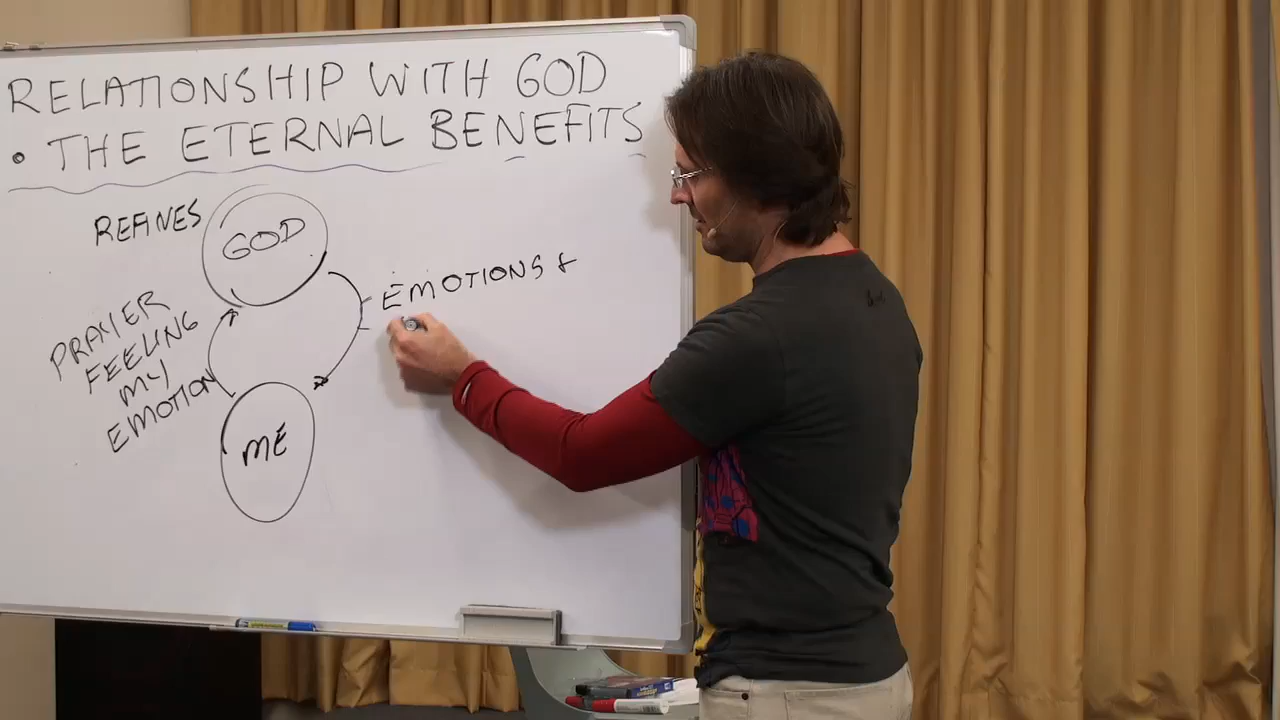 RELATIONSHIP WITH GOD
• THE ETERNAL BENEFITS
REFINES
GOD
EMOTIONS &
PRAYER
FEELING
MY
EMOTION
ME